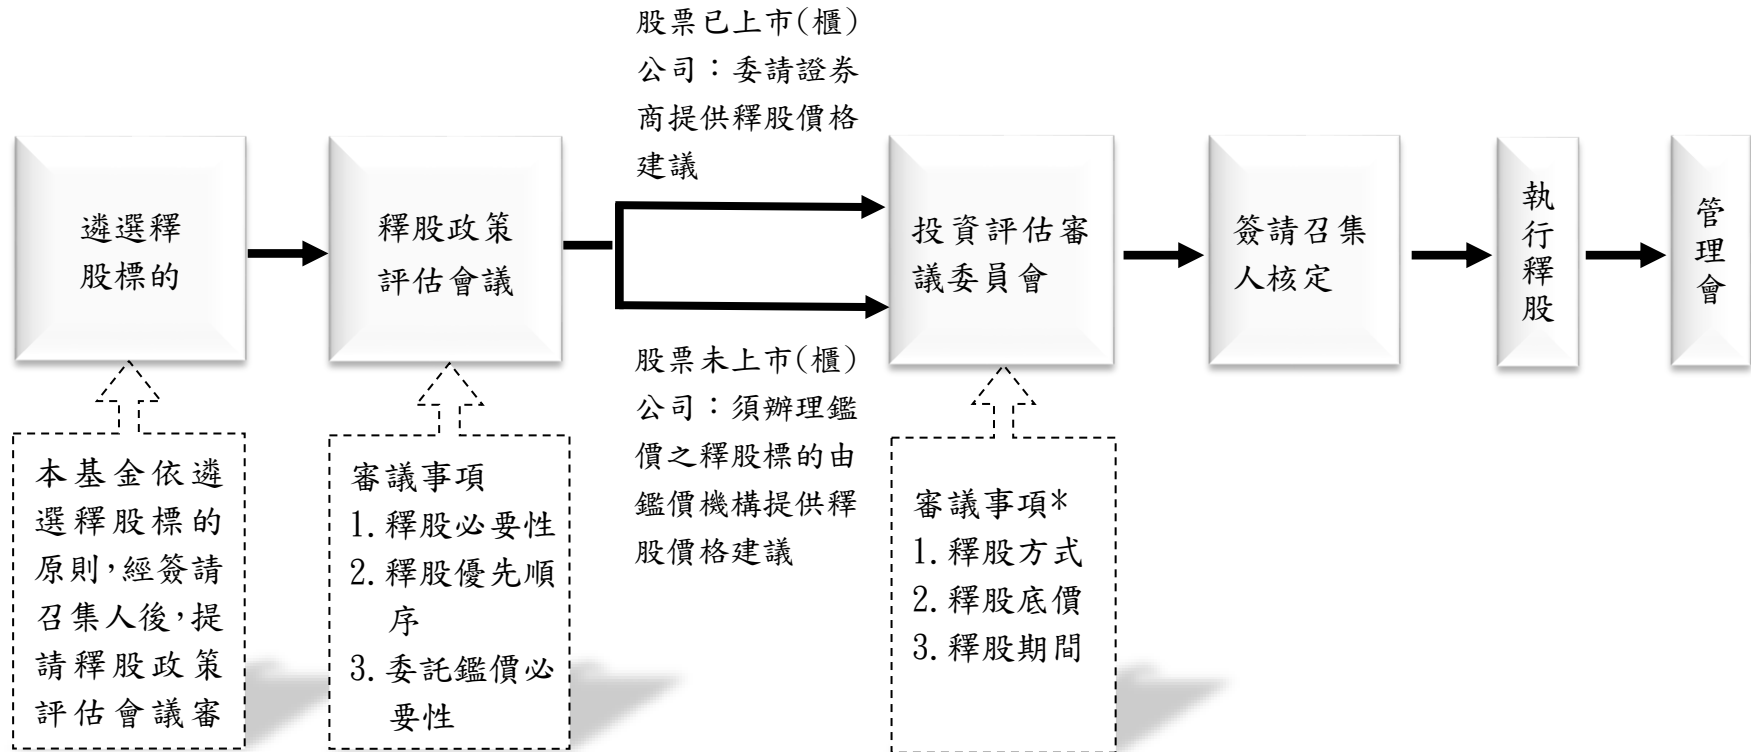 股票已上市(櫃)
公司：委請證券
商提供釋股價格
建議
遴選釋
股標的
釋股政策
評估會議
投資評估審
議委員會
簽請召集
人核定
執
行
釋
股
管
理
會
股票未上市(櫃)
公司：須辦理鑑
價之釋股標的由
鑑價機構提供釋
股價格建議
本基金依遴
選釋股標的
原則，經簽請
召集人後，提
請釋股政策
評估會議審
審議事項
1.釋股必要性
2.釋股優先順
序
3.委託鑑價必
要性
審議事項*
1.釋股方式
2.釋股底價
3.釋股期間